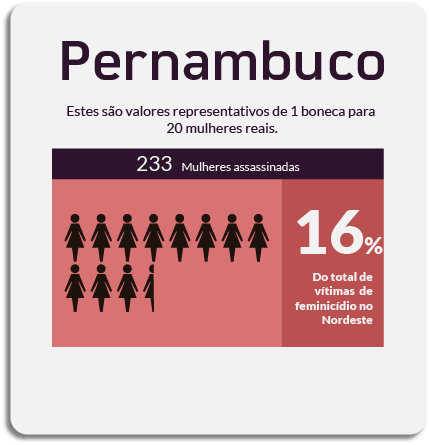 Pernambuco
Estes são valores representativos de 1 boneca para
20 mulheres reais.
233 Mulheres assassinadas
16%
Do total de
vítimas de
feminicídio no
Nordeste